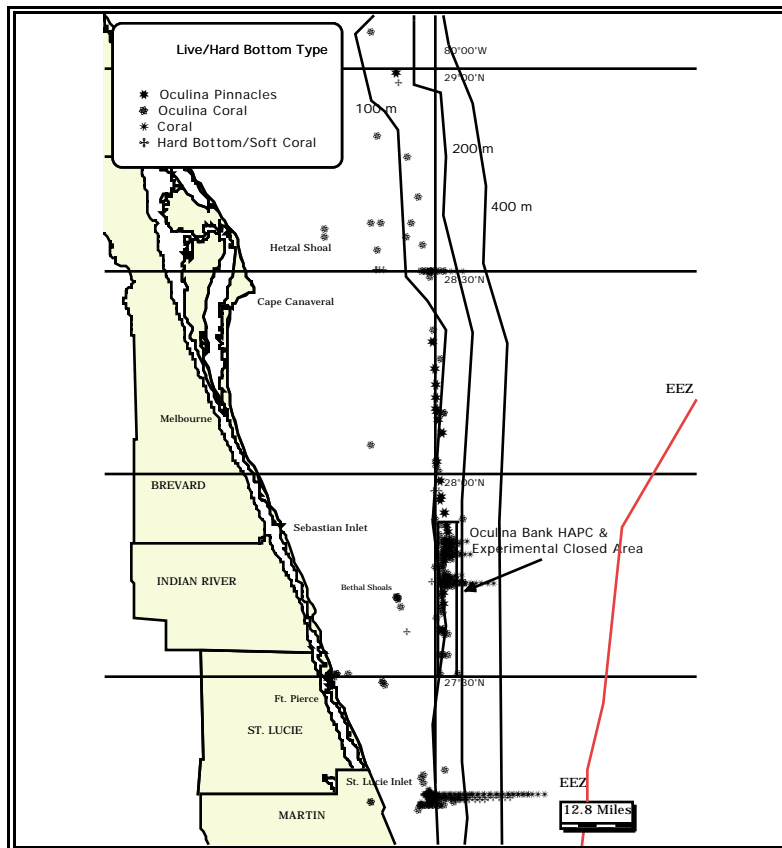 Live/Hard Bottom Type
Oculina Pinnacles
Oculina Coral
Coral
Hard Bottom/Soft Coral
80°00'W
29°00'N
100 m
200 m
400 m
Hetzal Shoal
28°30'N
Cape Canaveral
EEZ
Melbourne
28°00'N
BREVARD
Sebastian Inlet
Oculina Bank HAPC &
Experimental Closed Area
INDIAN RIVER
Bethal Shoals
27°30'N
Ft. Pierce
ST. LUCIE
St. Lucie Inlet
EEZ
12.8 Miles
MARTIN